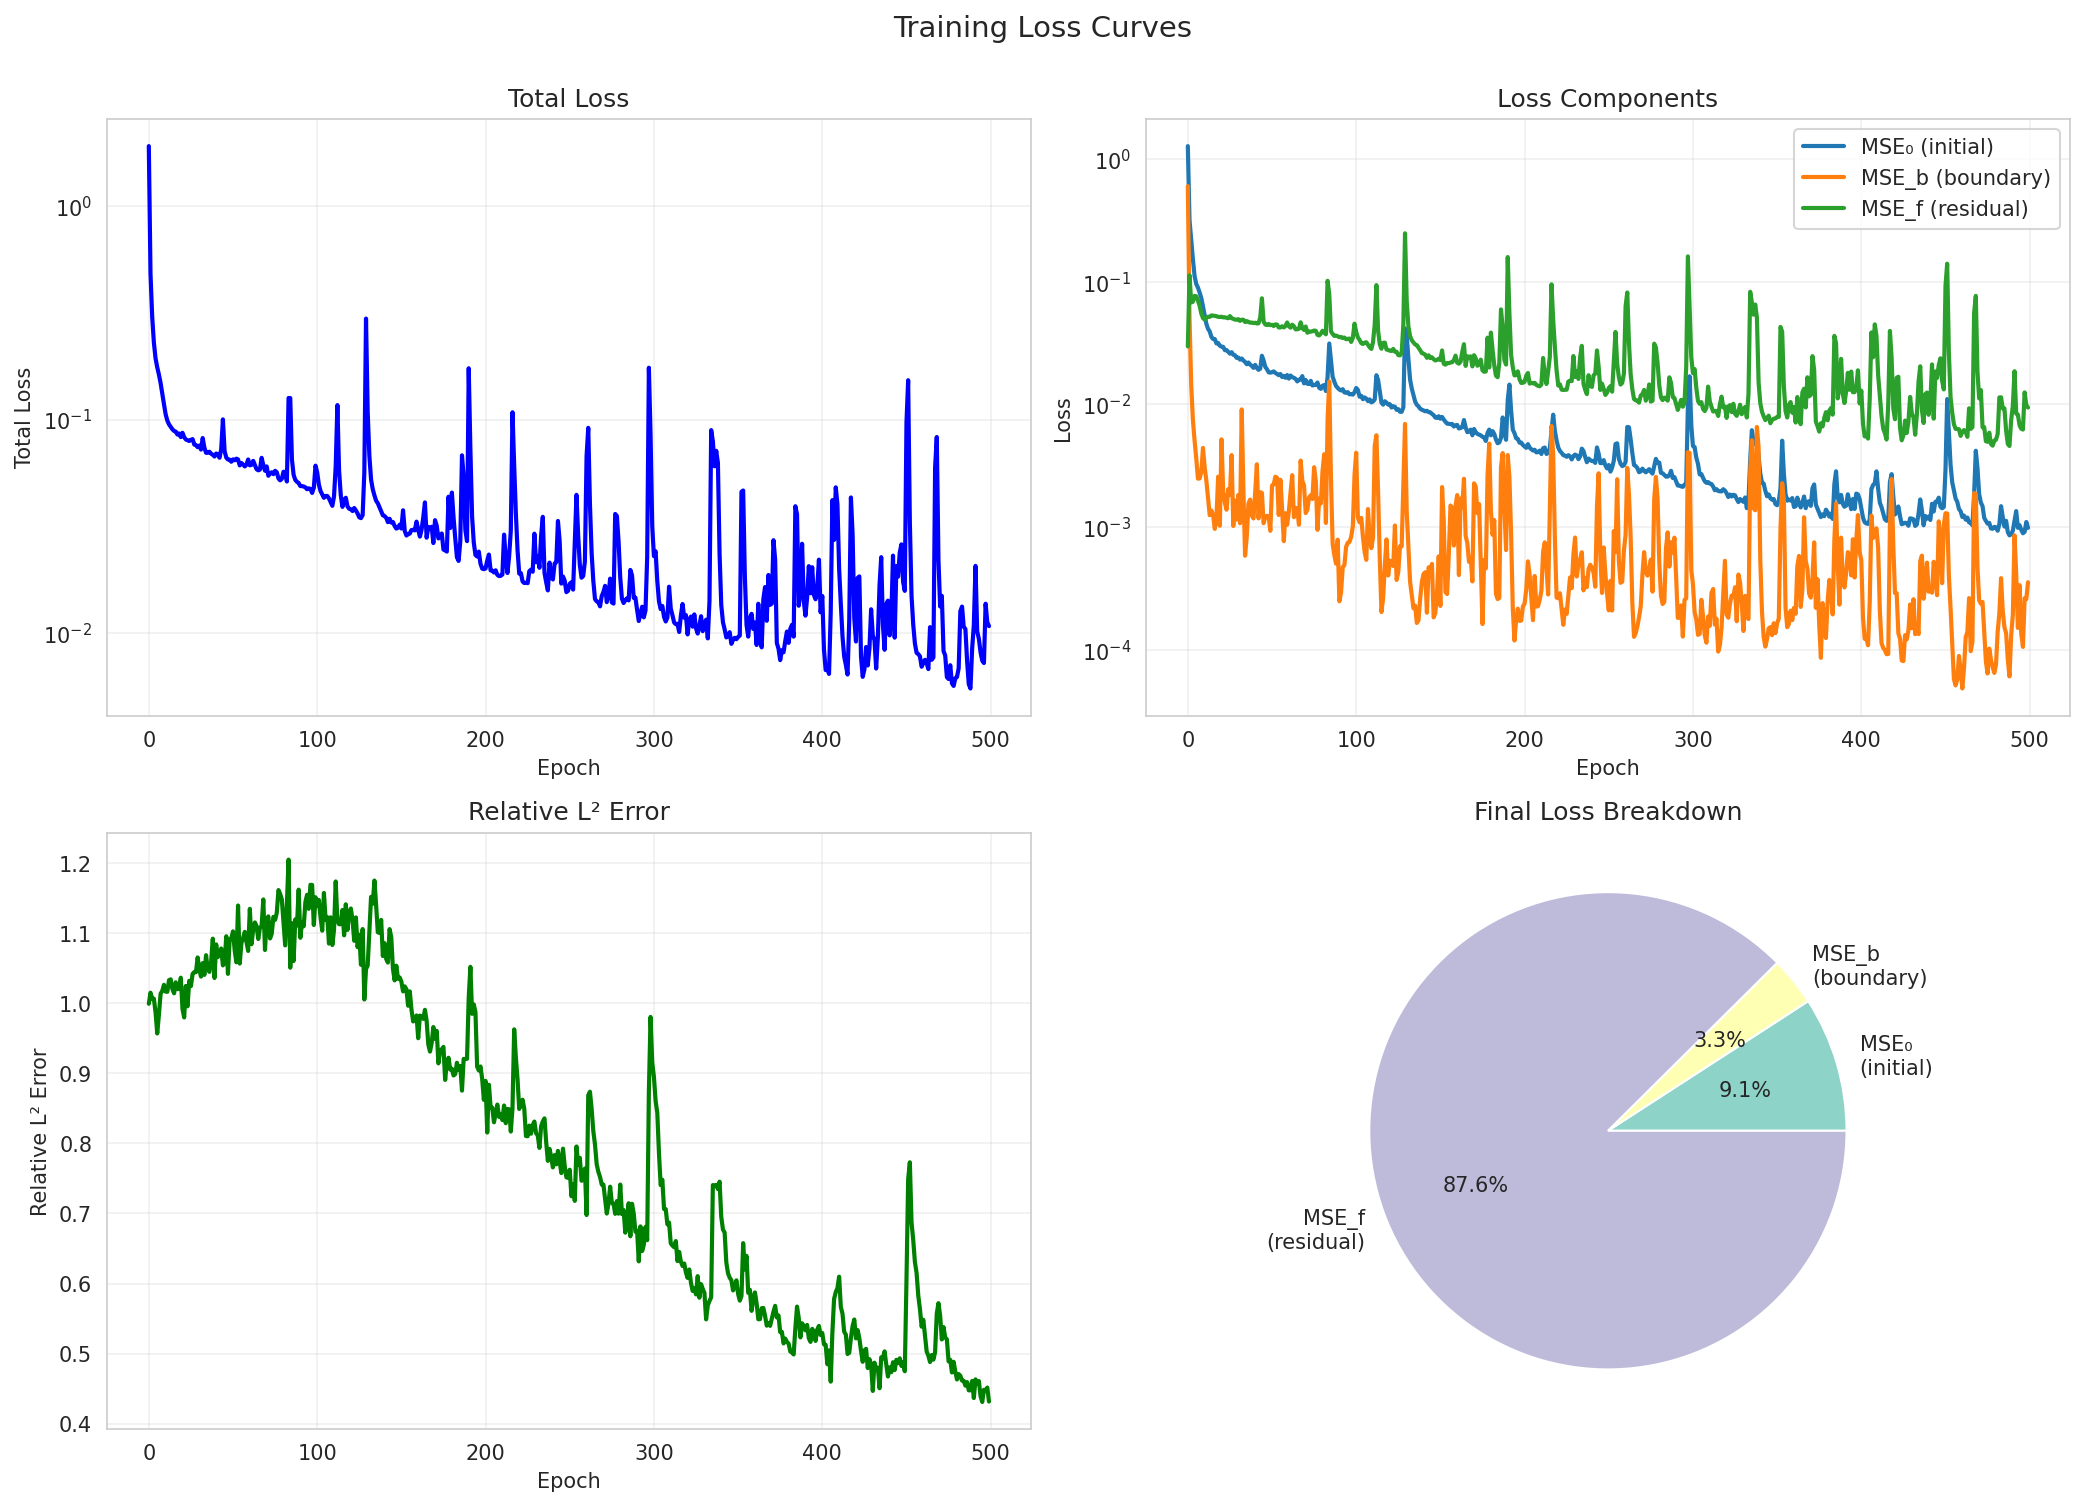 Training Loss Curves
Total Loss
Total Loss
10⁰
10⁻¹
10⁻²
0 100 200 300 400 500
Epoch
Loss Components
Loss
10⁰
10⁻¹
10⁻²
10⁻³
10⁻⁴
MSE₀ (initial)
MSE_b (boundary)
MSE_f (residual)
0 100 200 300 400 500
Epoch
Relative L² Error
Relative L² Error
1.2
1.1
1.0
0.9
0.8
0.7
0.6
0.5
0.4
0 100 200 300 400 500
Epoch
Final Loss Breakdown
MSE_b
(boundary)
3.3%
MSE₀
(initial)
9.1%
87.6%
MSE_f
(residual)